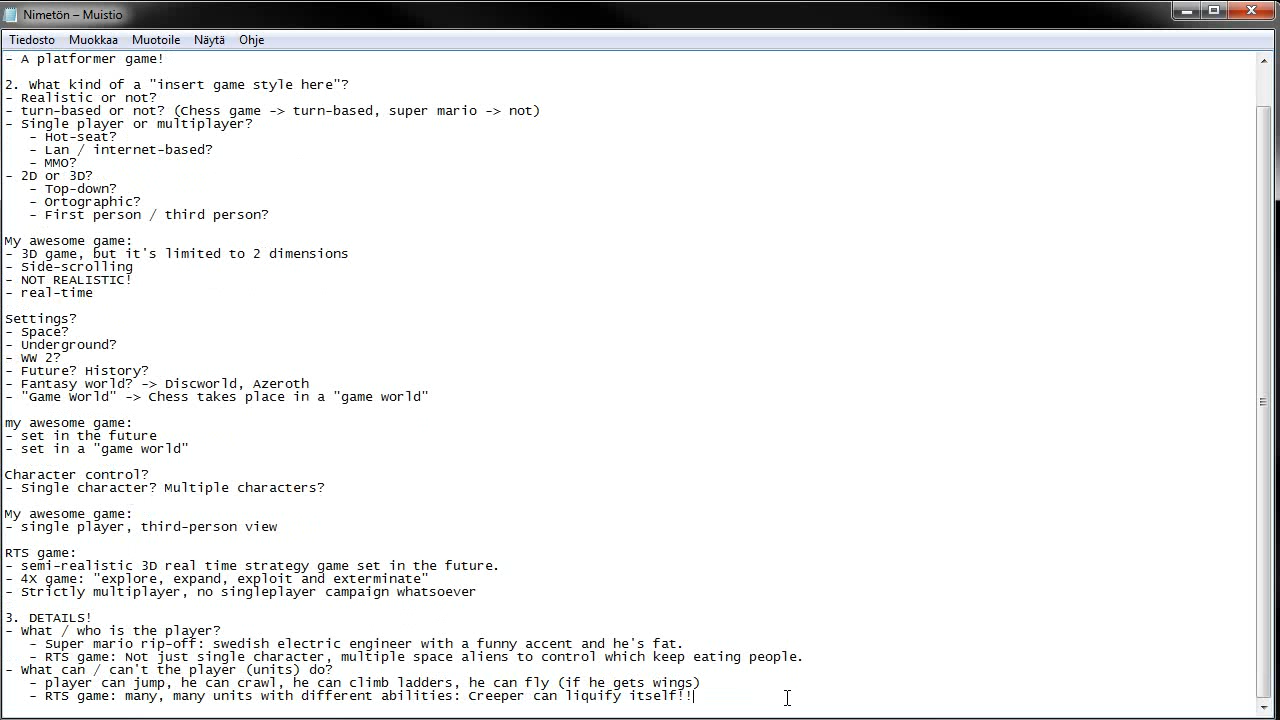 Nimetön – Muistio
Tiedosto Muokkaa Muotoile Näytä Ohje
- A platformer game!
2. What kind of a "insert game style here"?
- Realistic or not?
- turn-based or not? (Chess game -> turn-based, super mario -> not)
- Single player or multiplayer?
- Hot-seat?
- Lan / internet-based?
- MMO?
- 2D or 3D?
- Top-down?
- Ortographic?
- First person / third person?
My awesome game:
- 3D game, but it's limited to 2 dimensions
- Side-scrolling
- NOT REALISTIC!
- real-time
Settings?
- Space?
- Underground?
- WW 2?
- Future? History?
- Fantasy world? -> Discworld, Azeroth
- "Game World" -> Chess takes place in a "game world"
my awesome game:
- set in the future
- set in a "game world"
Character control?
- Single character? Multiple characters?
My awesome game:
- single player, third-person view
RTS game:
- semi-realistic 3D real time strategy game set in the future.
- 4X game: "explore, expand, exploit and exterminate"
- Strictly multiplayer, no singleplayer campaign whatsoever
3. DETAILS!
- What / who is the player?
- Super mario rip-off: swedish electric engineer with a funny accent and he's fat.
- RTS game: Not just single character, multiple space aliens to control which keep eating people.
- What can / can't the player (units) do?
- player can jump, he can crawl, he can climb ladders, he can fly (if he gets wings)
- RTS game: many, many units with different abilities: Creeper can liquify itself!!